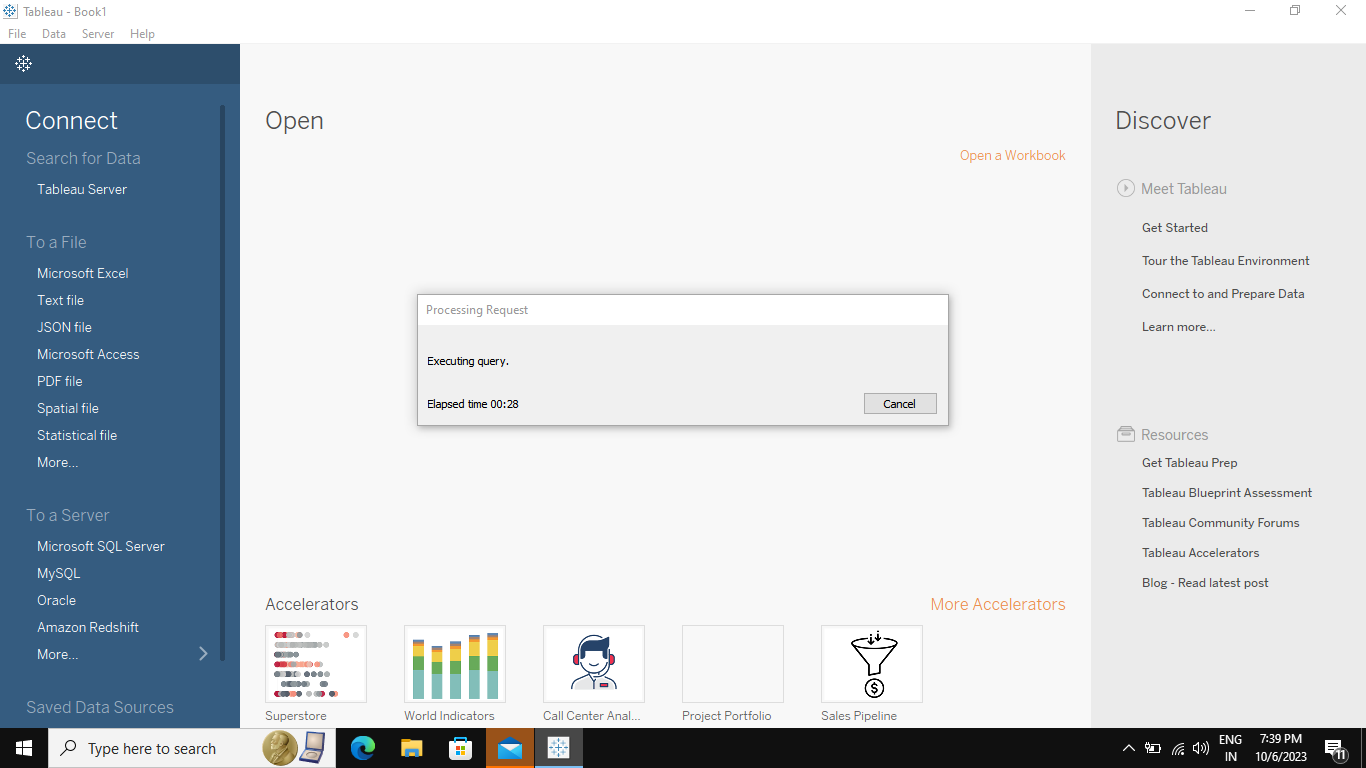 Tableau - Book1
File Data Server Help
Connect
Search for Data
Tableau Server
To a File
Microsoft Excel
Text file
JSON file
Microsoft Access
PDF file
Spatial file
Statistical file
More...
To a Server
Microsoft SQL Server
MySQL
Oracle
Amazon Redshift
More...
Saved Data Sources
Open
Open a Workbook
Processing Request
Executing query.
Elapsed time 00:28
Cancel
Accelerators
More Accelerators
Superstore
World Indicators
Call Center Anal...
Project Portfolio
Sales Pipeline
Discover
Meet Tableau
Get Started
Tour the Tableau Environment
Connect to and Prepare Data
Learn more...
Resources
Get Tableau Prep
Tableau Blueprint Assessment
Tableau Community Forums
Tableau Accelerators
Blog - Read latest post
Type here to search
ENG
IN
7:39 PM
10/6/2023
11